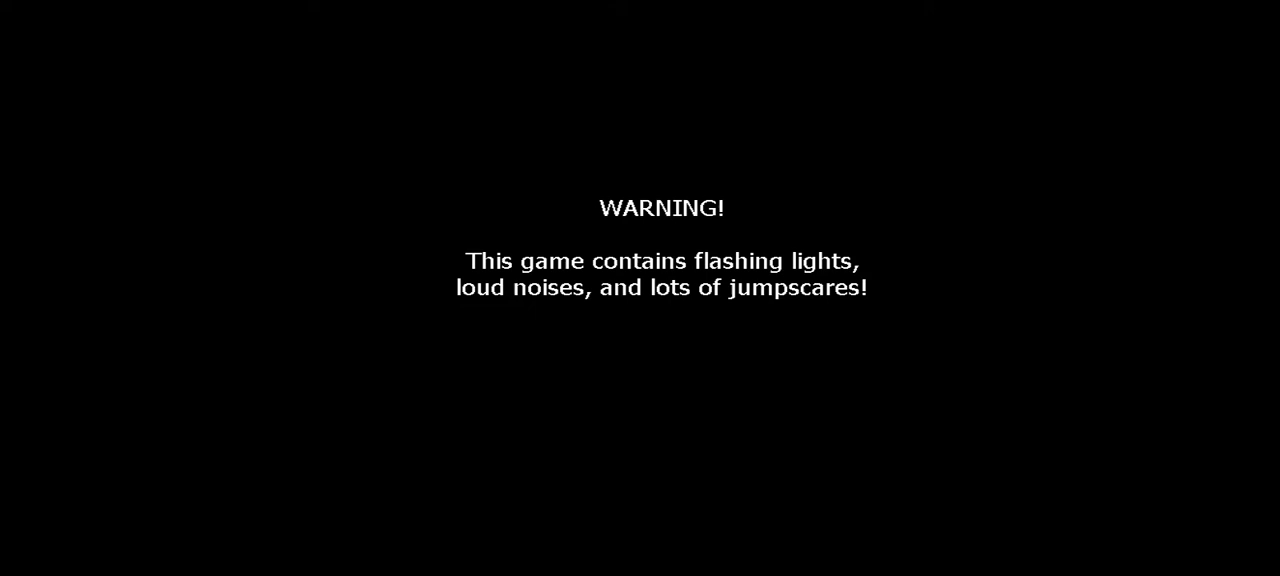 WARNING!
This game contains flashing lights,
loud noises, and lots of jumpscares!